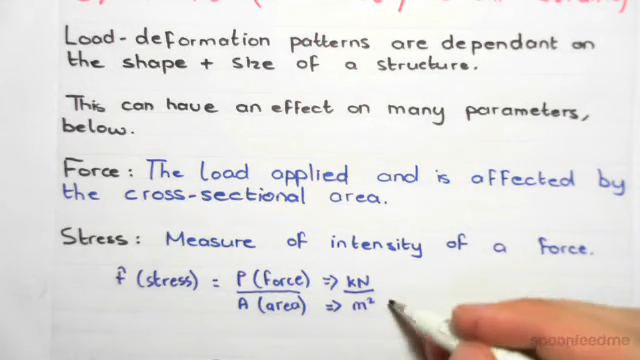 Load-deformation patterns are dependant on
the shape + size of a structure.
This can have an effect on many parameters,
below.
Force: The load applied and is affected by
the cross-sectional area.
Stress: Measure of intensity of a force.
f (stress) = P (force) => kN
A (area) => m²
spoonfeedme